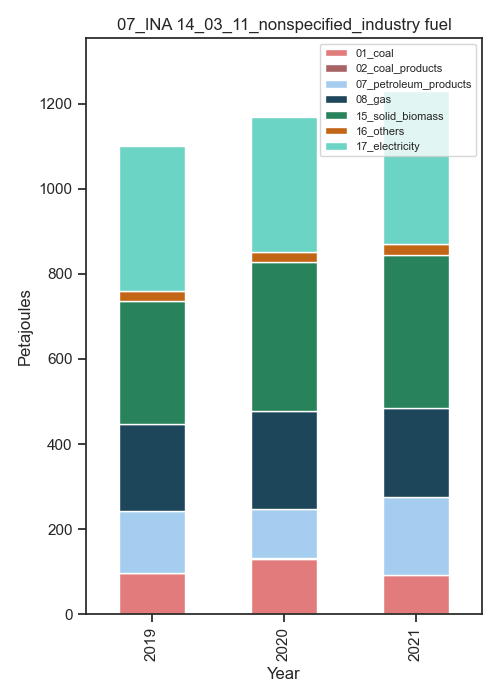 07_INA 14_03_11_nonspecified_industry fuel
01_coal
02_coal_products
07_petroleum_products
08_gas
15_solid_biomass
16_others
17_electricity
1200
1000
800
600
400
200
0
Petajoules
2019
2020
2021
Year